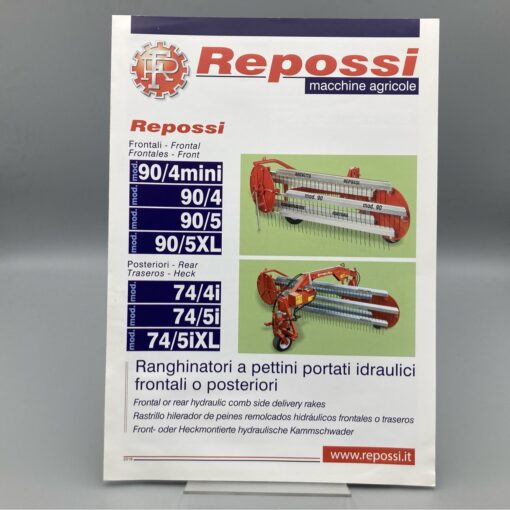 FR
Repossi
macchine agricole
Repossi
Frontali - Frontal
Frontales - Front
mod. 90/4mini
mod. 90/4
mod. 90/5
mod. 90/5XL
REPOSSI
mod. 90
Posteriori - Rear
Traseros - Heck
mod. 74/4i
mod. 74/5i
mod. 74/5iXL
Ranghinatori a pettini portati idraulici
frontali o posteriori
Frontal or rear hydraulic comb side delivery rakes
Rastrillo hilerador de peines remolcados hidráulicos frontales o traseros
Front- oder Heckmontierte hydraulische Kammschwader
www.repossi.it